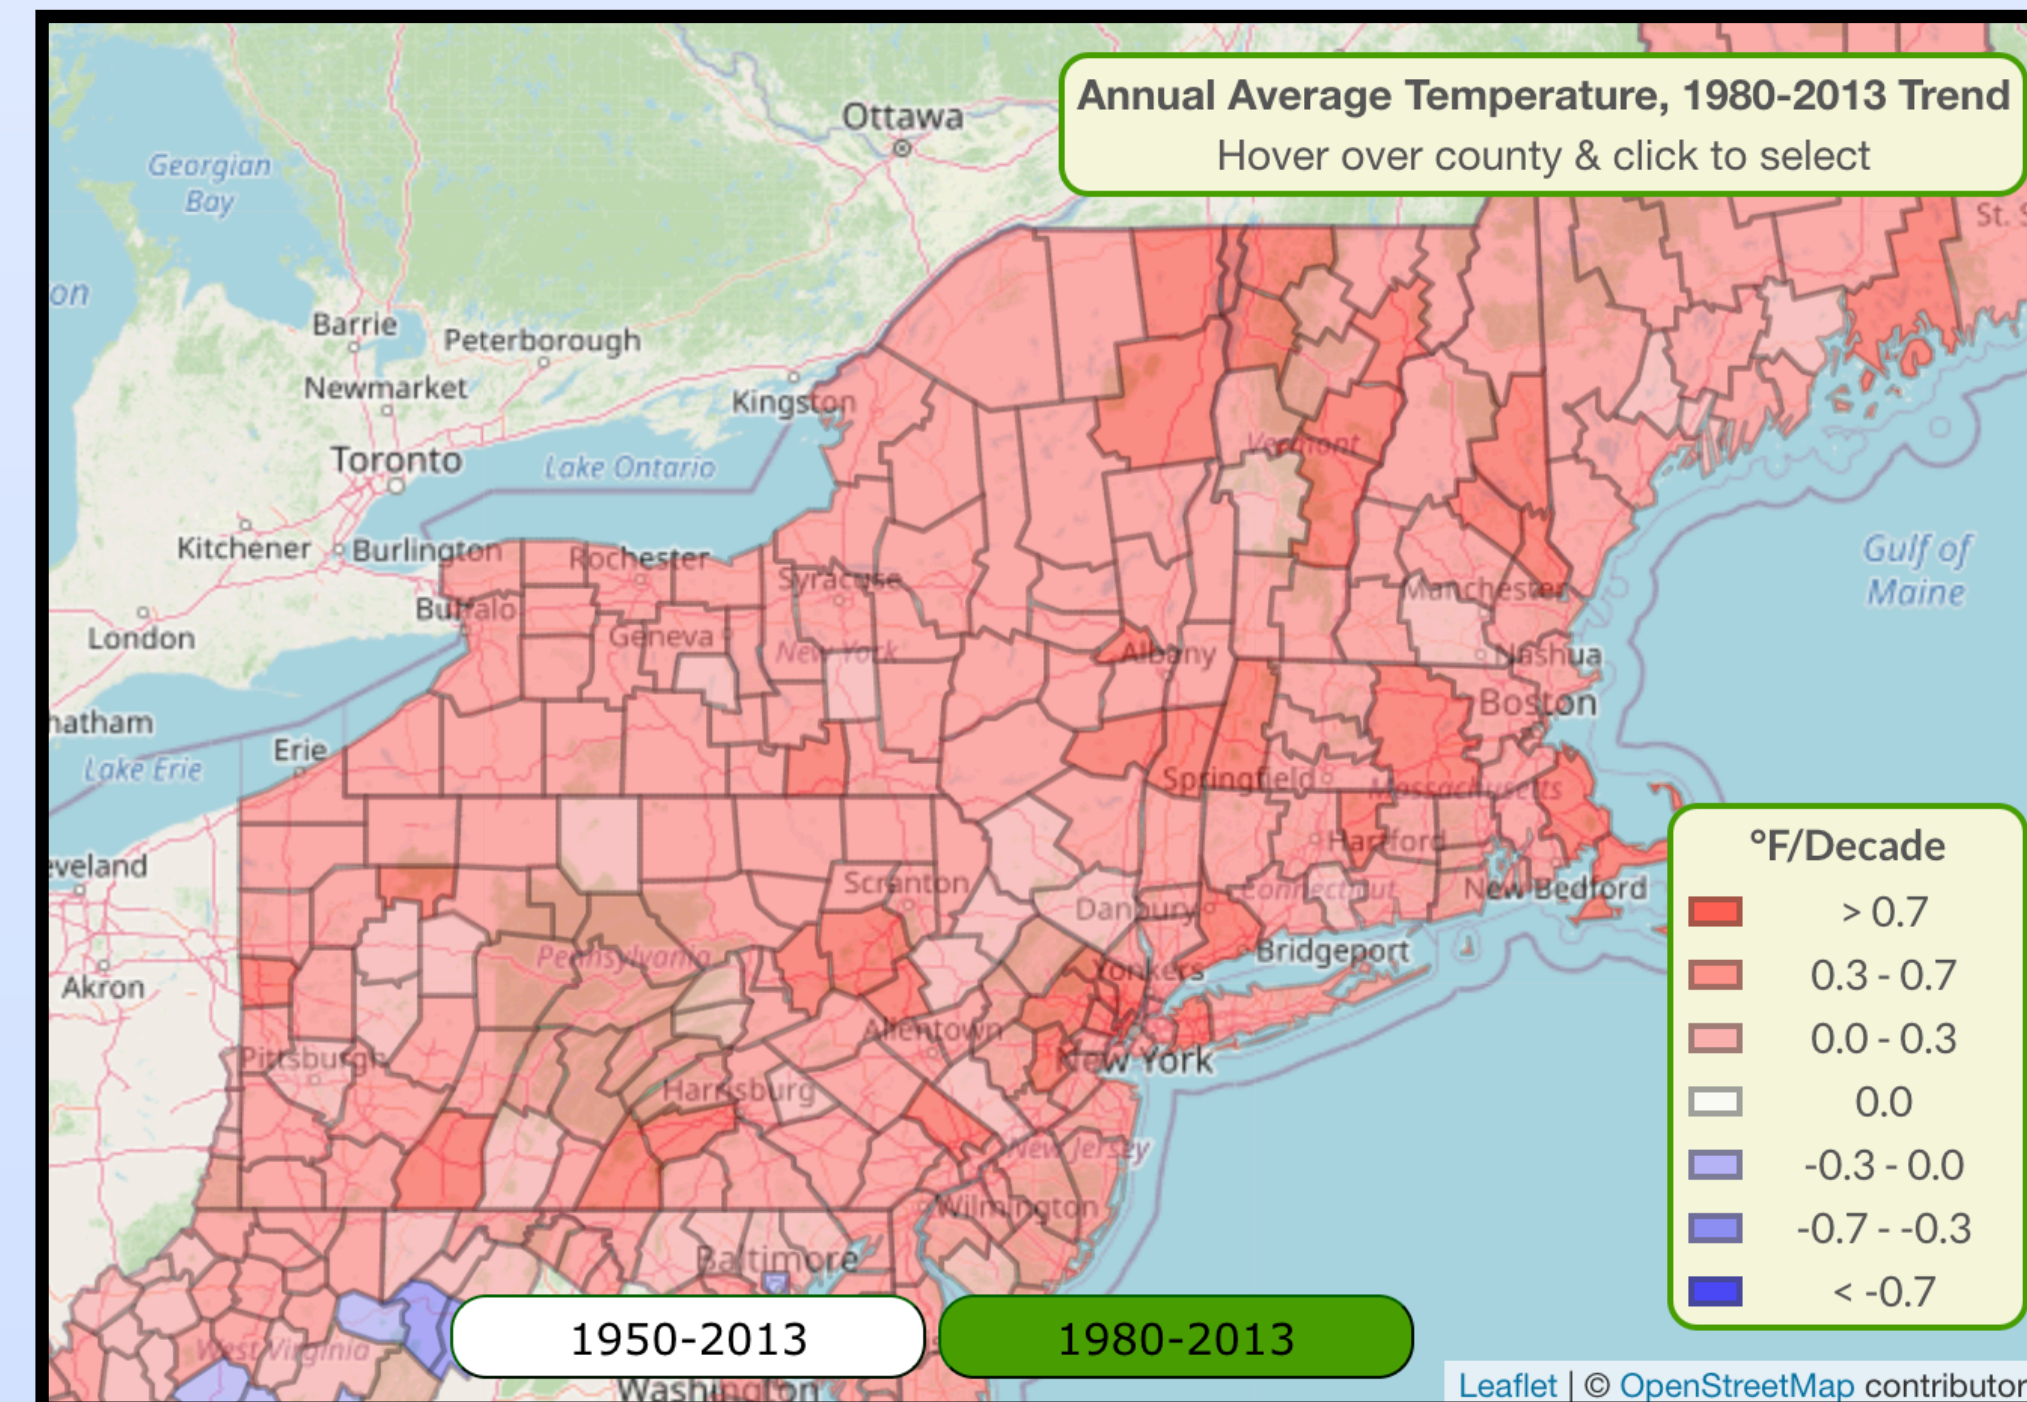 Annual Average Temperature, 1980-2013 Trend
Hover over county & click to select
Ottawa
Georgian
Bay
St. S
on
Barrie
Peterborough
Newmarket
Kingston
Toronto
Lake Ontario
Vermont
Kitchener
Burlington
Rochester
Gulf of
Maine
Syracuse
Manchester
Buffalo
London
Geneva
New York
Albany
Nashua
Boston
hatham
Erie
Lake Erie
Springfield
Massachusetts
Hartford
eveland
Scranton
Connecticut
New Bedford
Danbury
Bridgeport
Pennsylvania
Yonkers
Akron
Allentown
Pittsburgh
New York
Harrisburg
New Jersey
Wilmington
Baltimore
West Virginia
Washington
°F/Decade
> 0.7
0.3 - 0.7
0.0 - 0.3
0.0
-0.3 - 0.0
-0.7 - -0.3
< -0.7
1950-2013
1980-2013
Leaflet | © OpenStreetMap contributor